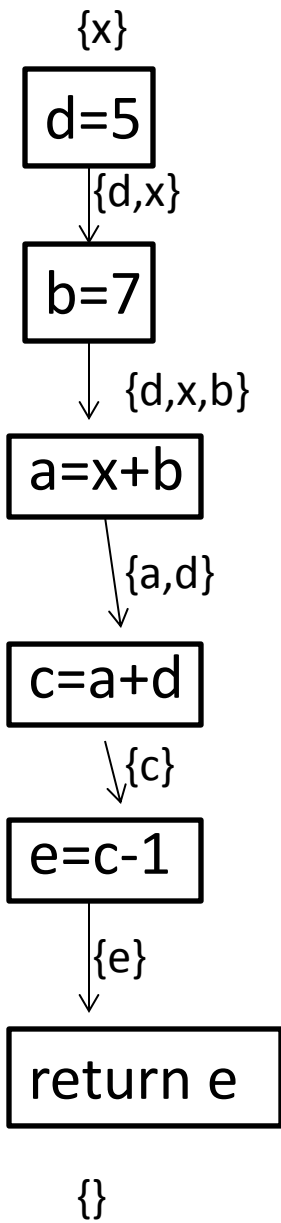 {x}
d=5
{d,x}
b=7
{d,x,b}
a=x+b
{a,d}
c=a+d
{c}
e=c-1
{e}
return e
{}